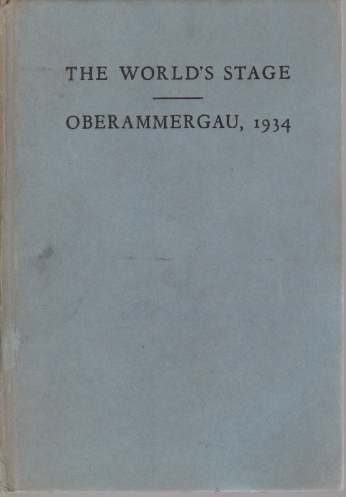 THE WORLD'S STAGE
OBERAMMERGAU, 1934